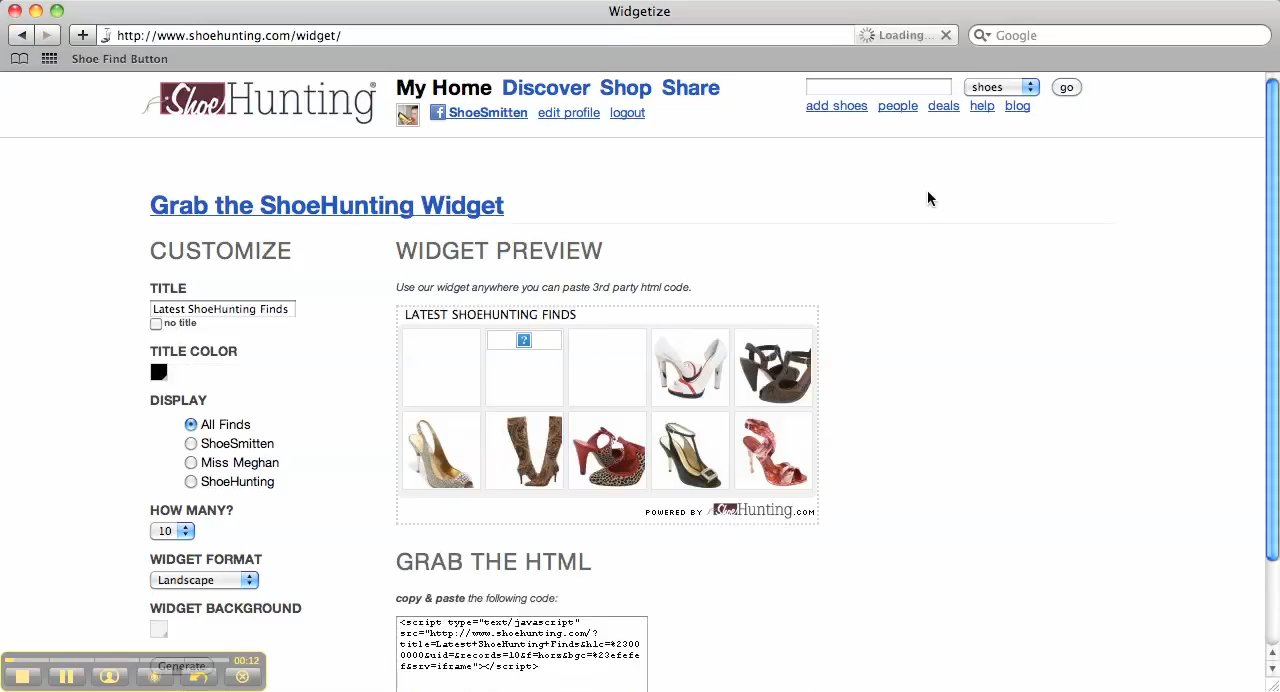 Widgetize
http://www.shoehunting.com/widget/
Loading...
Google
Shoe Find Button
ShoeHunting®
My Home Discover Shop Share
shoes
go
ShoeSmitten edit profile logout
add shoes people deals help blog
Grab the ShoeHunting Widget
CUSTOMIZE
TITLE
Latest ShoeHunting Finds
no title
TITLE COLOR
DISPLAY
All Finds
ShoeSmitten
Miss Meghan
ShoeHunting
HOW MANY?
10
WIDGET FORMAT
Landscape
WIDGET BACKGROUND
Generate
00:12
WIDGET PREVIEW
Use our widget anywhere you can paste 3rd party html code.
LATEST SHOEHUNTING FINDS
?
POWERED BY ShoeHunting.COM
GRAB THE HTML
copy & paste the following code:
<script type="text/javascript"
src="http://www.shoehunting.com/?
title=Latest+ShoeHunting+Finds&hlc=%2300
0000&uid=&records=10&f=hors&bgc=%23efefe
f&srv=iframe"></script>